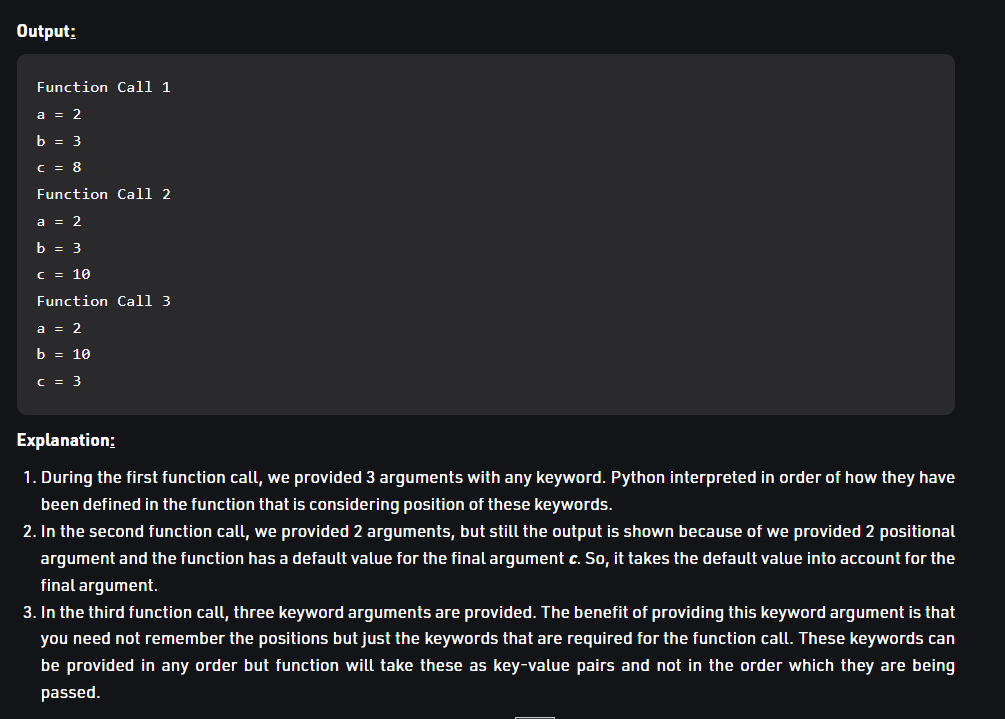 Output:
Function Call 1
a = 2
b = 3
c = 8
Function Call 2
a = 2
b = 3
c = 10
Function Call 3
a = 2
b = 10
c = 3
Explanation:
1. During the first function call, we provided 3 arguments with any keyword. Python interpreted in order of how they have
been defined in the function that is considering position of these keywords.
2. In the second function call, we provided 2 arguments, but still the output is shown because of we provided 2 positional
argument and the function has a default value for the final argument c. So, it takes the default value into account for the
final argument.
3. In the third function call, three keyword arguments are provided. The benefit of providing this keyword argument is that
you need not remember the positions but just the keywords that are required for the function call. These keywords can
be provided in any order but function will take these as key-value pairs and not in the order which they are being
passed.